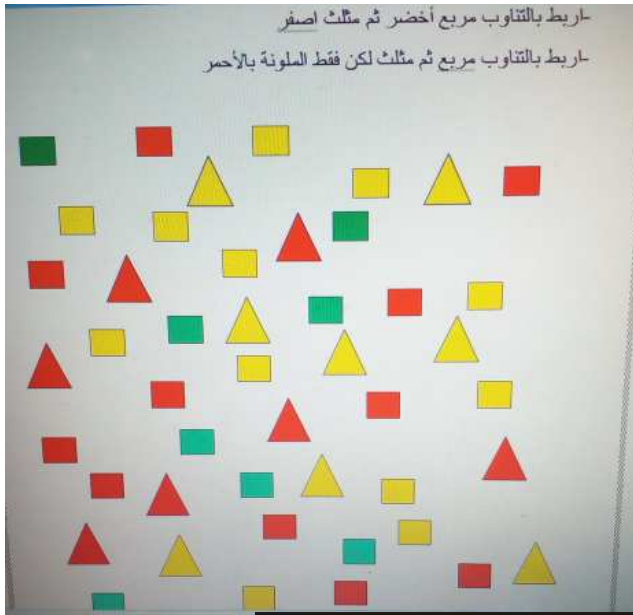 -اربط بالتناوب مربع أخضر ثم مثلث اصفر
-اربط بالتناوب مربع ثم مثلث لكن فقط الملونة بالأحمر